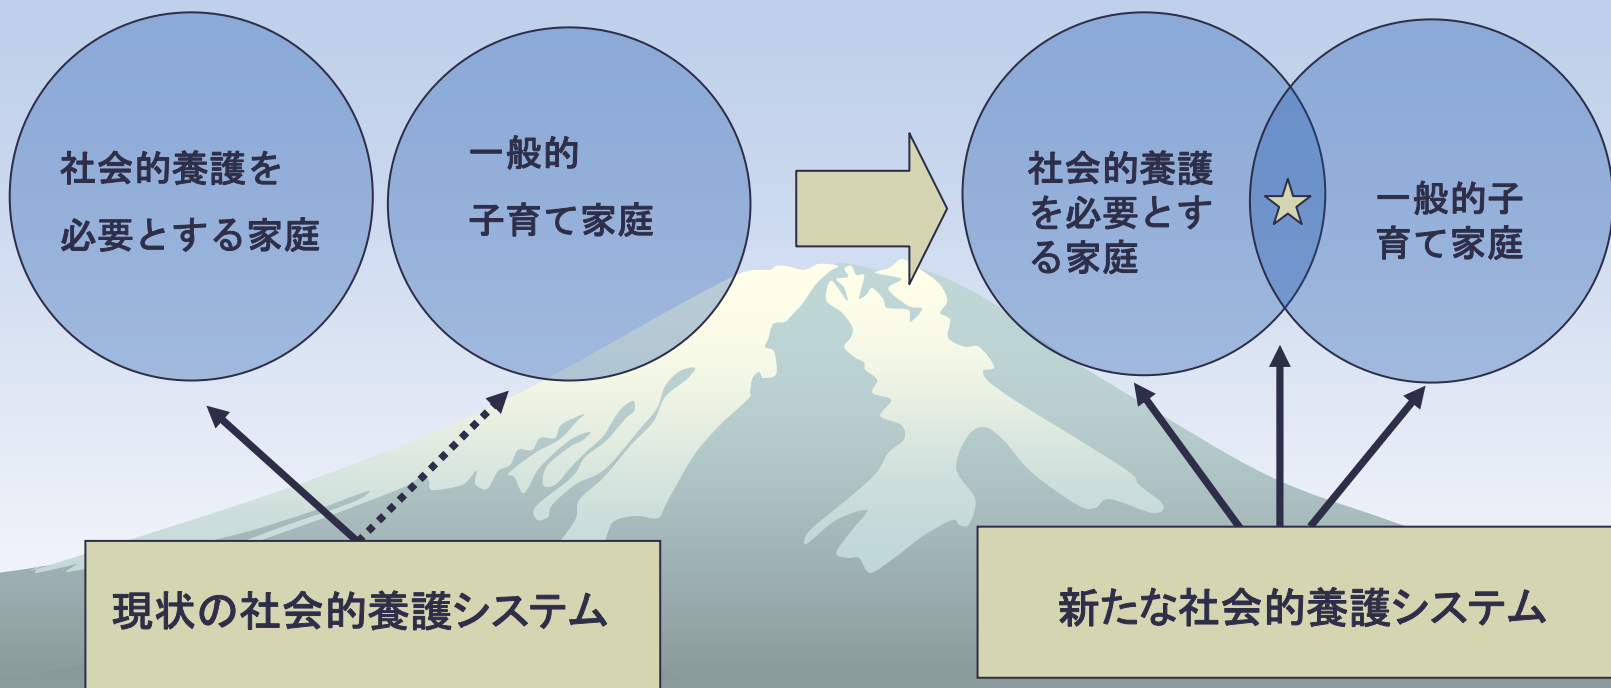 社会的養護を
必要とする家庭
一般的
子育て家庭
社会的養護
を必要とす
る家庭
一般的子
育て家庭
現状の社会的養護システム
新たな社会的養護システム